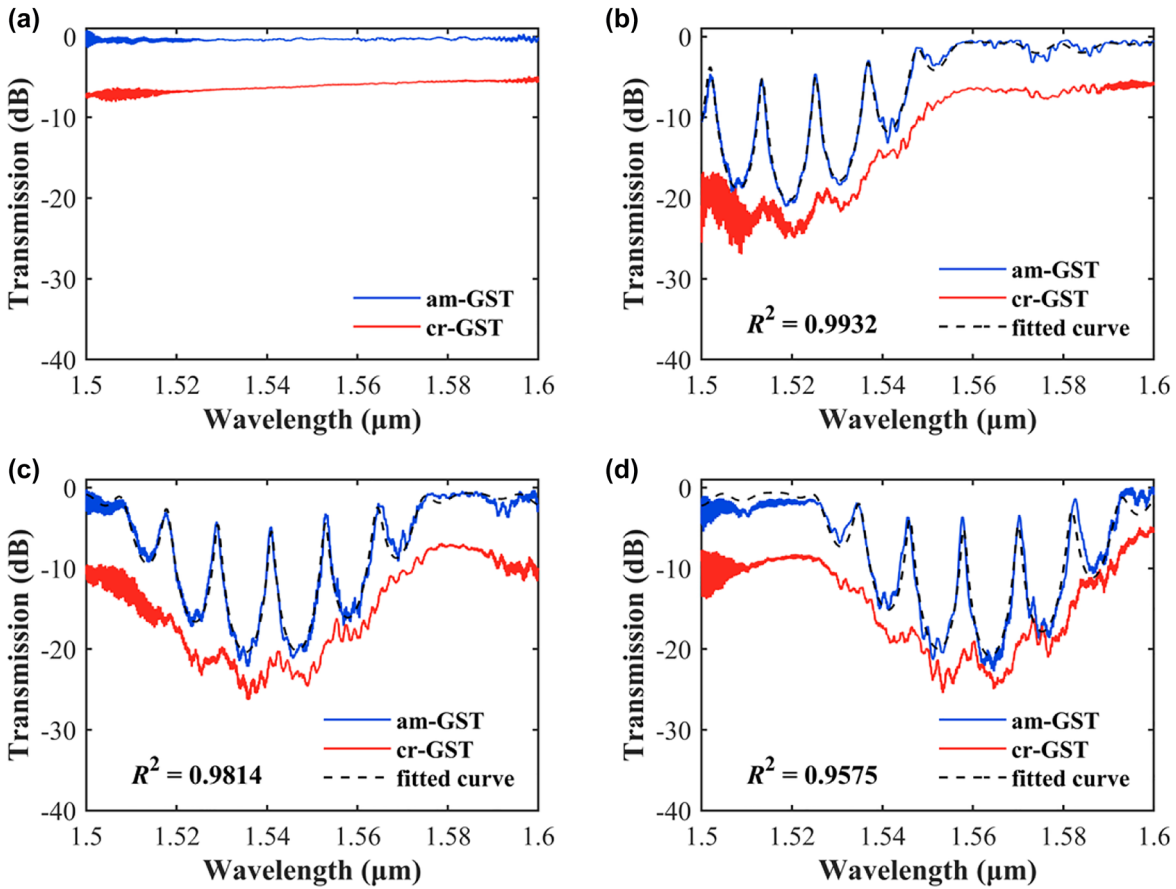 (a)
Transmission (dB)
0
-10
-20
-30
-40
am-GST
cr-GST
1.5
1.52
1.54
1.56
1.58
1.6
Wavelength (μm)
(b)
Transmission (dB)
0
-10
-20
-30
-40
am-GST
cr-GST
fitted curve
R² = 0.9932
1.5
1.52
1.54
1.56
1.58
1.6
Wavelength (μm)
(c)
Transmission (dB)
0
-10
-20
-30
-40
am-GST
cr-GST
fitted curve
R² = 0.9814
1.5
1.52
1.54
1.56
1.58
1.6
Wavelength (μm)
(d)
Transmission (dB)
0
-10
-20
-30
-40
am-GST
cr-GST
fitted curve
R² = 0.9575
1.5
1.52
1.54
1.56
1.58
1.6
Wavelength (μm)